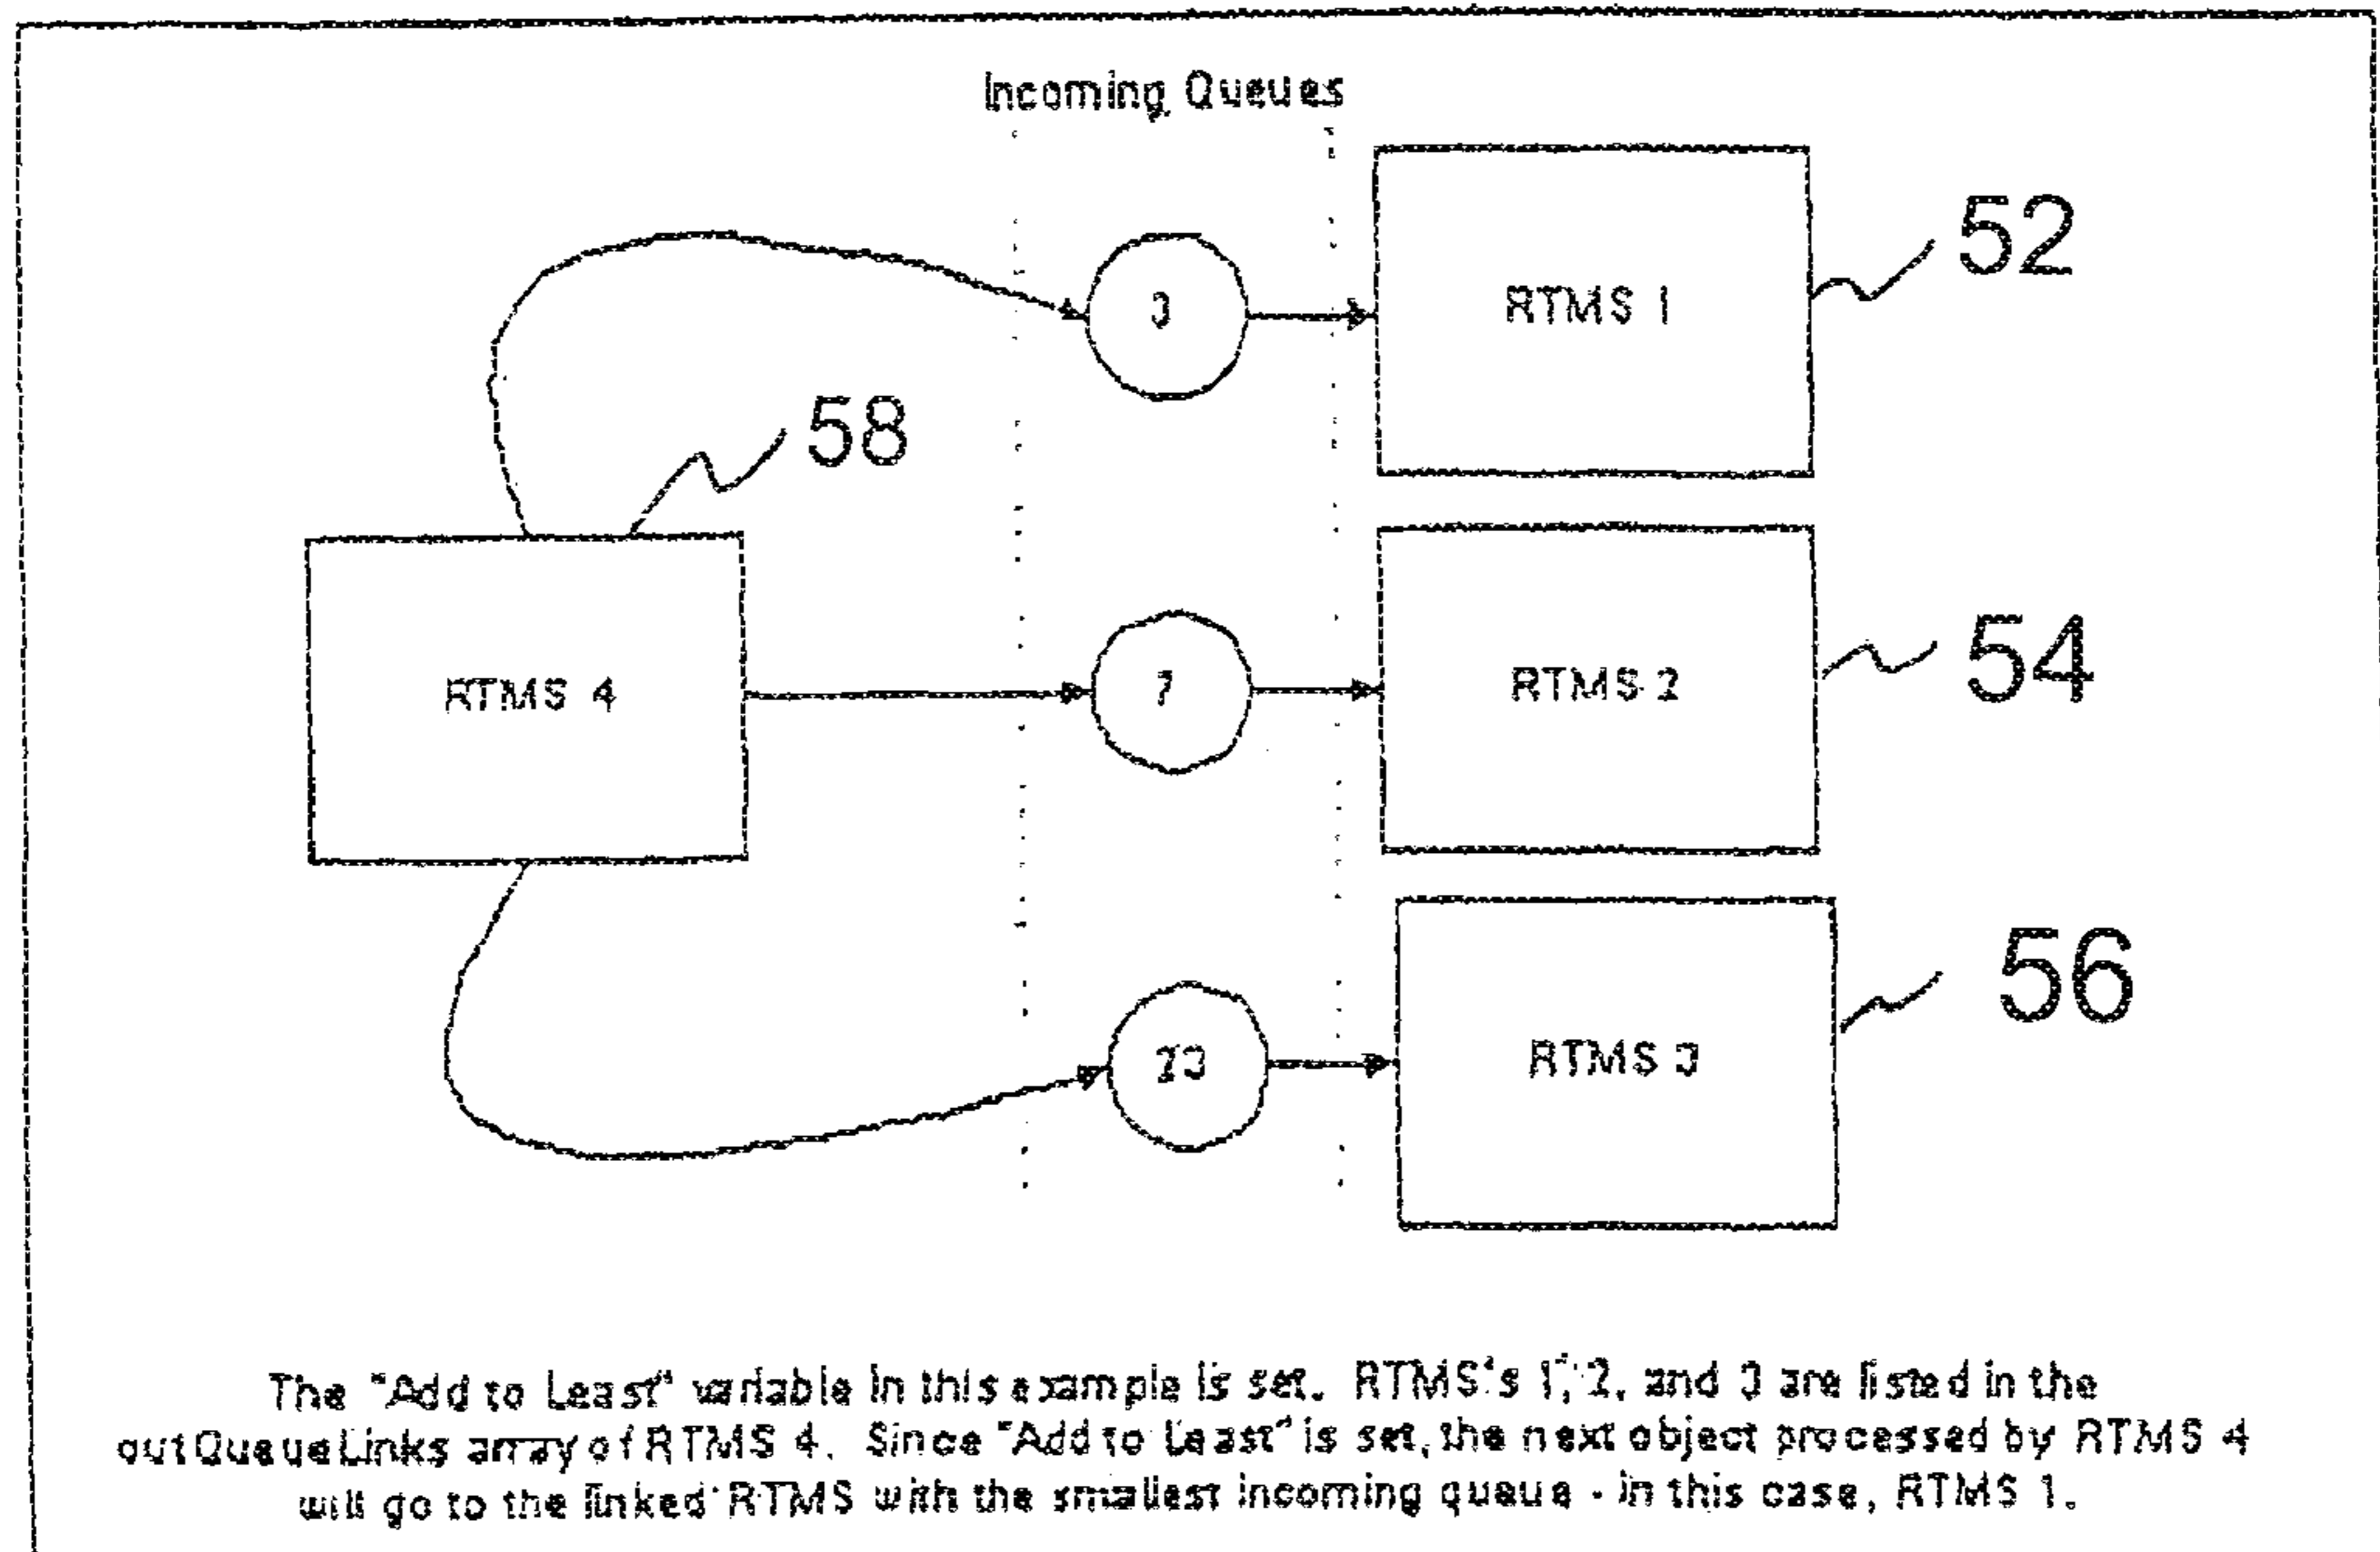 Incoming Queues
3
RTMS 1
52
58
RTMS 4
7
RTMS 2
54
23
RTMS 3
56
The "Add to Least" variable in this example is set. RTMS's 1, 2, and 3 are listed in the
outQueueLinks array of RTMS 4. Since "Add to Least" is set, the next object processed by RTMS 4
will go to the linked RTMS with the smallest incoming queue - in this case, RTMS 1.